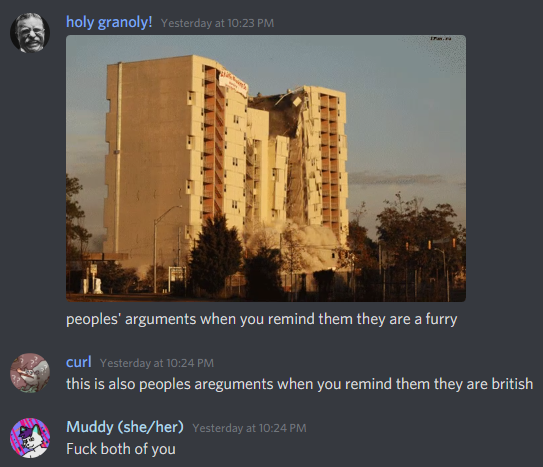 holy granoly! Yesterday at 10:23 PM
peoples' arguments when you remind them they are a furry
curl Yesterday at 10:24 PM
this is also peoples areguments when you remind them they are british
Muddy (she/her) Yesterday at 10:24 PM
Fuck both of you